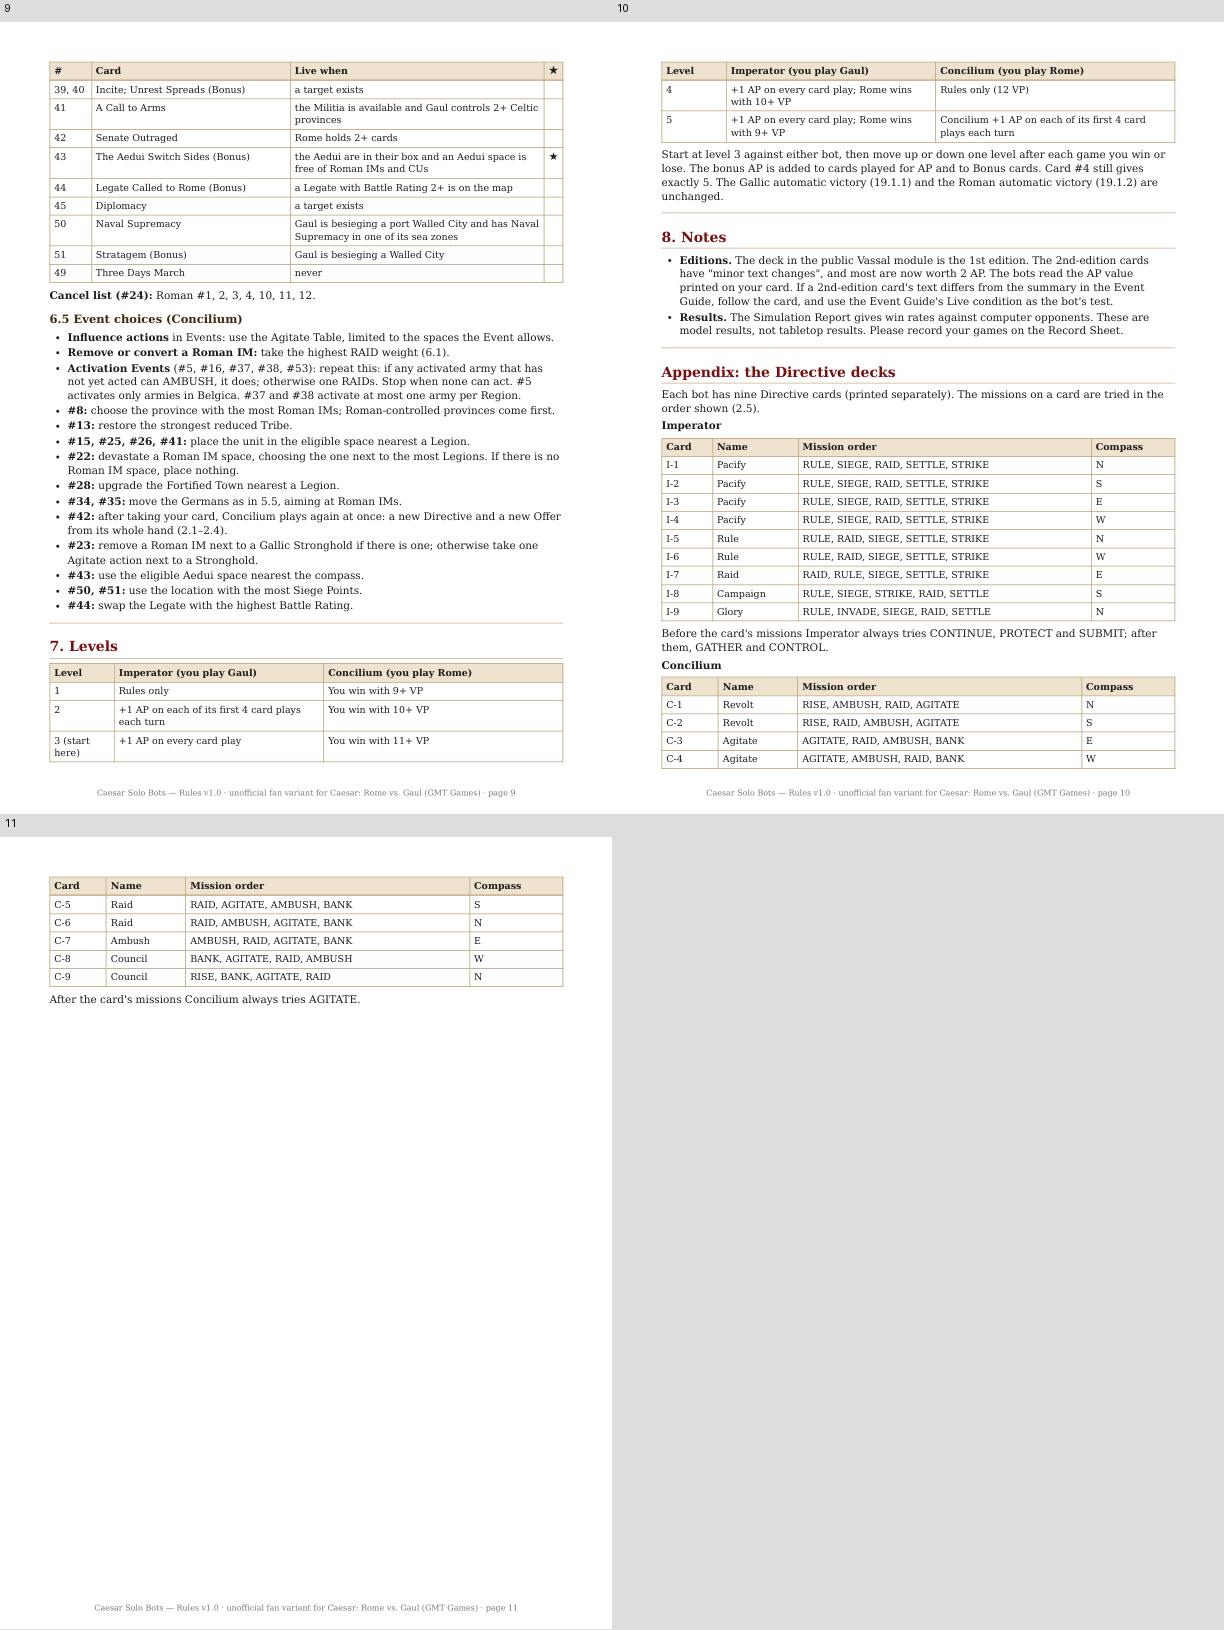 9
# Card Live when ★
39, 40 Incite; Unrest Spreads (Bonus) a target exists
41 A Call to Arms the Militia is available and Gaul controls 2+ Celtic
provinces
42 Senate Outraged Rome holds 2+ cards
43 The Aedui Switch Sides (Bonus) the Aedui are in their box and an Aedui space is ★
free of Roman IMs and CUs
44 Legate Called to Rome (Bonus) a Legate with Battle Rating 2+ is on the map
45 Diplomacy a target exists
50 Naval Supremacy Gaul is besieging a port Walled City and has Naval
Supremacy in one of its sea zones
51 Stratagem (Bonus) Gaul is besieging a Walled City
49 Three Days March never
Cancel list (#24): Roman #1, 2, 3, 4, 10, 11, 12.
6.5 Event choices (Concilium)
• Influence actions in Events: use the Agitate Table, limited to the spaces the Event allows.
• Remove or convert a Roman IM: take the highest RAID weight (6.1).
• Activation Events (#5, #16, #37, #38, #53): repeat this: if any activated army that has
not yet acted can AMBUSH, it does; otherwise one RAIDs. Stop when none can act. #5
activates only armies in Belgica. #37 and #38 activate at most one army per Region.
• #8: choose the province with the most Roman IMs; Roman-controlled provinces come first.
• #13: restore the strongest reduced Tribe.
• #15, #25, #26, #41: place the unit in the eligible space nearest a Legion.
• #22: devastate a Roman IM space, choosing the one next to the most Legions. If there is no
Roman IM space, place nothing.
• #28: upgrade the Fortified Town nearest a Legion.
• #34, #35: move the Germans as in 5.5, aiming at Roman IMs.
• #42: after taking your card, Concilium plays again at once: a new Directive and a new Offer
from its whole hand (2.1–2.4).
• #23: remove a Roman IM next to a Gallic Stronghold if there is one; otherwise take one
Agitate action next to a Stronghold.
• #43: use the eligible Aedui space nearest the compass.
• #50, #51: use the location with the most Siege Points.
• #44: swap the Legate with the highest Battle Rating.
7. Levels
Level Imperator (you play Gaul) Concilium (you play Rome)
1 Rules only You win with 9+ VP
2 +1 AP on each of its first 4 card plays You win with 10+ VP
each turn
3 (start +1 AP on every card play You win with 11+ VP
here)
Caesar Solo Bots — Rules v1.0 · unofficial fan variant for Caesar: Rome vs. Gaul (GMT Games) · page 9
10
Level Imperator (you play Gaul) Concilium (you play Rome)
4 +1 AP on every card play; Rome wins Rules only (12 VP)
with 10+ VP
5 +1 AP on every card play; Rome wins Concilium +1 AP on each of its first 4 card
with 9+ VP plays each turn
Start at level 3 against either bot, then move up or down one level after each game you win or
lose. The bonus AP is added to cards played for AP and to Bonus cards. Card #4 still gives
exactly 5. The Gallic automatic victory (19.1.1) and the Roman automatic victory (19.1.2) are
unchanged.
8. Notes
• Editions. The deck in the public Vassal module is the 1st edition. The 2nd-edition cards
have "minor text changes", and most are now worth 2 AP. The bots read the AP value
printed on your card. If a 2nd-edition card's text differs from the summary in the Event
Guide, follow the card, and use the Event Guide's Live condition as the bot's test.
• Results. The Simulation Report gives win rates against computer opponents. These are
model results, not tabletop results. Please record your games on the Record Sheet.
Appendix: the Directive decks
Each bot has nine Directive cards (printed separately). The missions on a card are tried in the
order shown (2.5).
Imperator
Card Name Mission order Compass
I-1 Pacify RULE, SIEGE, RAID, SETTLE, STRIKE N
I-2 Pacify RULE, SIEGE, RAID, SETTLE, STRIKE S
I-3 Pacify RULE, SIEGE, RAID, SETTLE, STRIKE E
I-4 Pacify RULE, SIEGE, RAID, SETTLE, STRIKE W
I-5 Rule RULE, RAID, SIEGE, SETTLE, STRIKE N
I-6 Rule RULE, RAID, SIEGE, SETTLE, STRIKE W
I-7 Raid RAID, RULE, SIEGE, SETTLE, STRIKE E
I-8 Campaign RULE, SIEGE, STRIKE, RAID, SETTLE S
I-9 Glory RULE, INVADE, SIEGE, RAID, SETTLE N
Before the card's missions Imperator always tries CONTINUE, PROTECT and SUBMIT; after
them, GATHER and CONTROL.
Concilium
Card Name Mission order Compass
C-1 Revolt RISE, AMBUSH, RAID, AGITATE N
C-2 Revolt RISE, RAID, AMBUSH, AGITATE S
C-3 Agitate AGITATE, RAID, AMBUSH, BANK E
C-4 Agitate AGITATE, AMBUSH, RAID, BANK W
Caesar Solo Bots — Rules v1.0 · unofficial fan variant for Caesar: Rome vs. Gaul (GMT Games) · page 10
11
Card Name Mission order Compass
C-5 Raid RAID, AGITATE, AMBUSH, BANK S
C-6 Raid RAID, AMBUSH, AGITATE, BANK N
C-7 Ambush AMBUSH, RAID, AGITATE, BANK E
C-8 Council BANK, AGITATE, RAID, AMBUSH W
C-9 Council RISE, BANK, AGITATE, RAID N
After the card's missions Concilium always tries AGITATE.
Caesar Solo Bots — Rules v1.0 · unofficial fan variant for Caesar: Rome vs. Gaul (GMT Games) · page 11